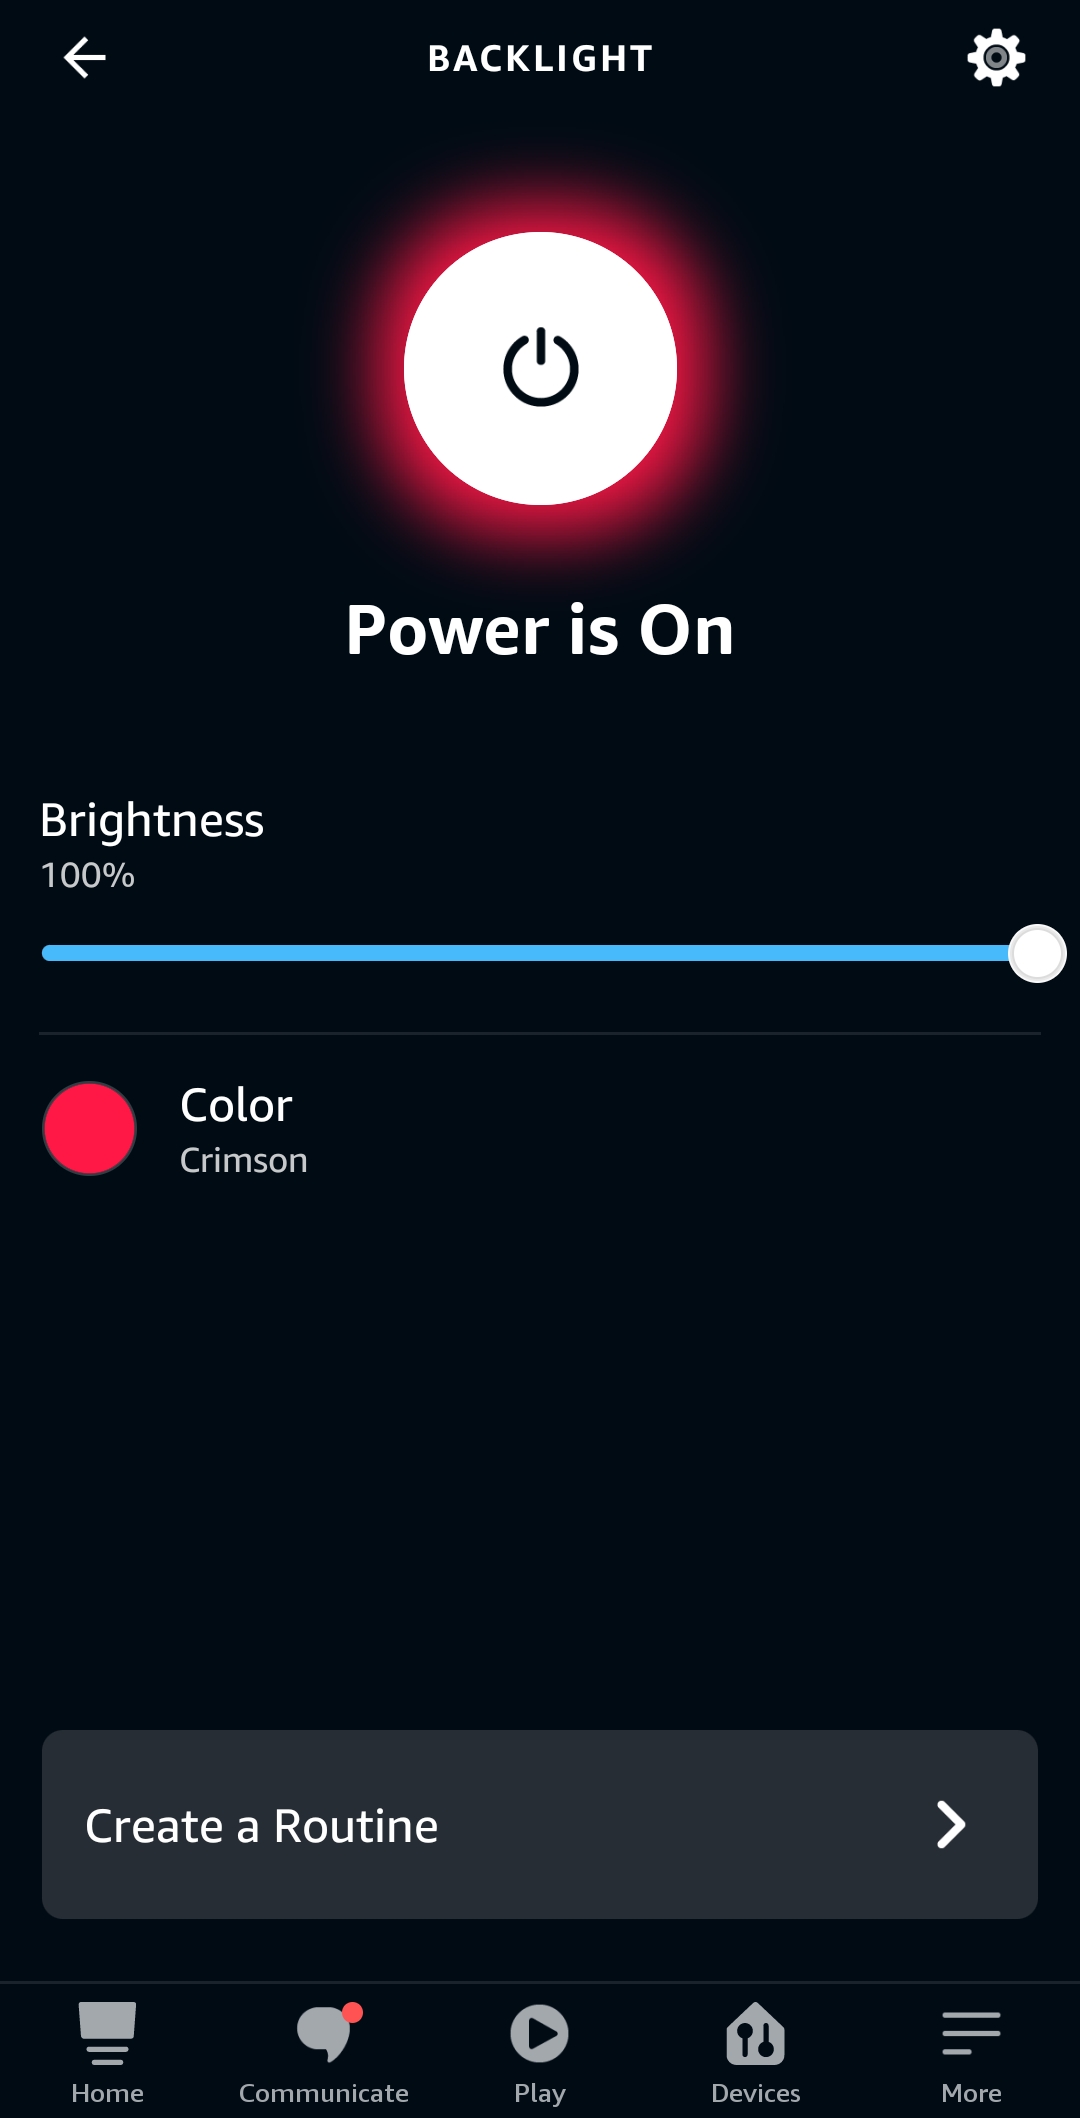 BACKLIGHT
Power is On
Brightness
100%
Color
Crimson
Create a Routine
Home Communicate Play Devices More